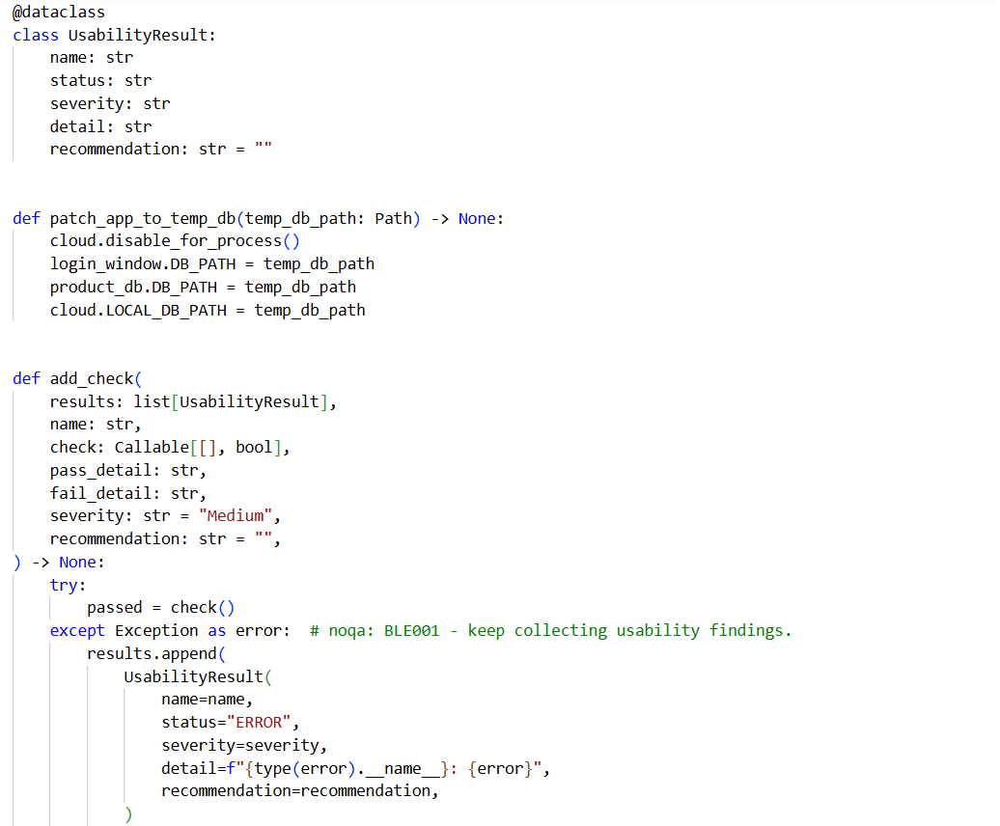 @dataclass
class UsabilityResult:
    name: str
    status: str
    severity: str
    detail: str
    recommendation: str = ""


def patch_app_to_temp_db(temp_db_path: Path) -> None:
    cloud.disable_for_process()
    login_window.DB_PATH = temp_db_path
    product_db.DB_PATH = temp_db_path
    cloud.LOCAL_DB_PATH = temp_db_path


def add_check(
    results: list[UsabilityResult],
    name: str,
    check: Callable[[], bool],
    pass_detail: str,
    fail_detail: str,
    severity: str = "Medium",
    recommendation: str = "",
) -> None:
    try:
        passed = check()
    except Exception as error:  # noqa: BLE001 - keep collecting usability findings.
        results.append(
            UsabilityResult(
                name=name,
                status="ERROR",
                severity=severity,
                detail=f"{type(error).__name__}: {error}",
                recommendation=recommendation,
            )